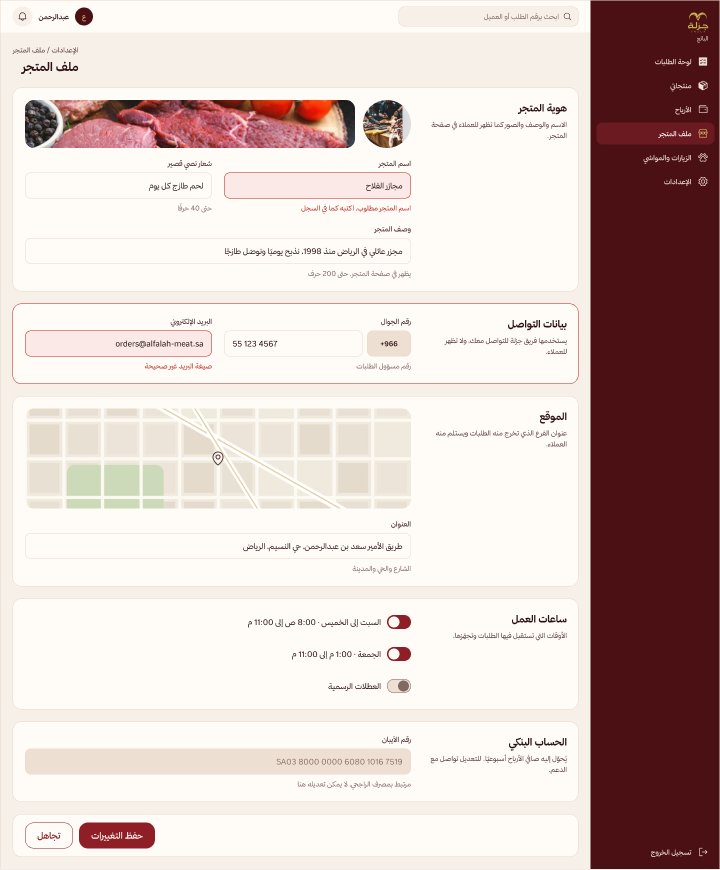 جزلة
البائع
لوحة الطلبات
منتجاتي
الأرباح
ملف المتجر
الزيارات والمواشي
الإعدادات
تسجيل الخروج
ابحث برقم الطلب أو العميل
ع
عبدالرحمن
الإعدادات / ملف المتجر
ملف المتجر
هوية المتجر
الاسم والوصف والصور كما تظهر للعملاء في صفحة
المتجر.
اسم المتجر
مجازر الفلاح
اسم المتجر مطلوب، اكتبه كما في السجل
شعار نصي قصير
لحم طازج كل يوم
حتى 40 حرفًا
وصف المتجر
مجزر عائلي في الرياض منذ 1998، نذبح يوميًا ونوصل طازجًا
يظهر في صفحة المتجر، حتى 200 حرف
بيانات التواصل
يستخدمها فريق جزلة للتواصل معك، ولا تظهر
للعملاء.
رقم الجوال
+966
55 123 4567
رقم مسؤول الطلبات
البريد الإلكتروني
orders@alfalah-meat.sa
صيغة البريد غير صحيحة
الموقع
عنوان الفرع الذي تخرج منه الطلبات ويستلم منه
العملاء.
العنوان
طريق الأمير سعد بن عبدالرحمن، حي النسيم، الرياض
الشارع والحي والمدينة
ساعات العمل
الأوقات التي تستقبل فيها الطلبات وتجهزها.
السبت إلى الخميس · 8:00 ص إلى 11:00 م
الجمعة · 1:00 م إلى 11:00 م
العطلات الرسمية
الحساب البنكي
يُحوّل إليه صافي الأرباح أسبوعيًا. للتعديل تواصل مع
الدعم.
رقم الآيبان
SA03 8000 0000 6080 1016 7519
مرتبط بمصرف الراجحي، لا يمكن تعديله هنا
حفظ التغييرات
تجاهل